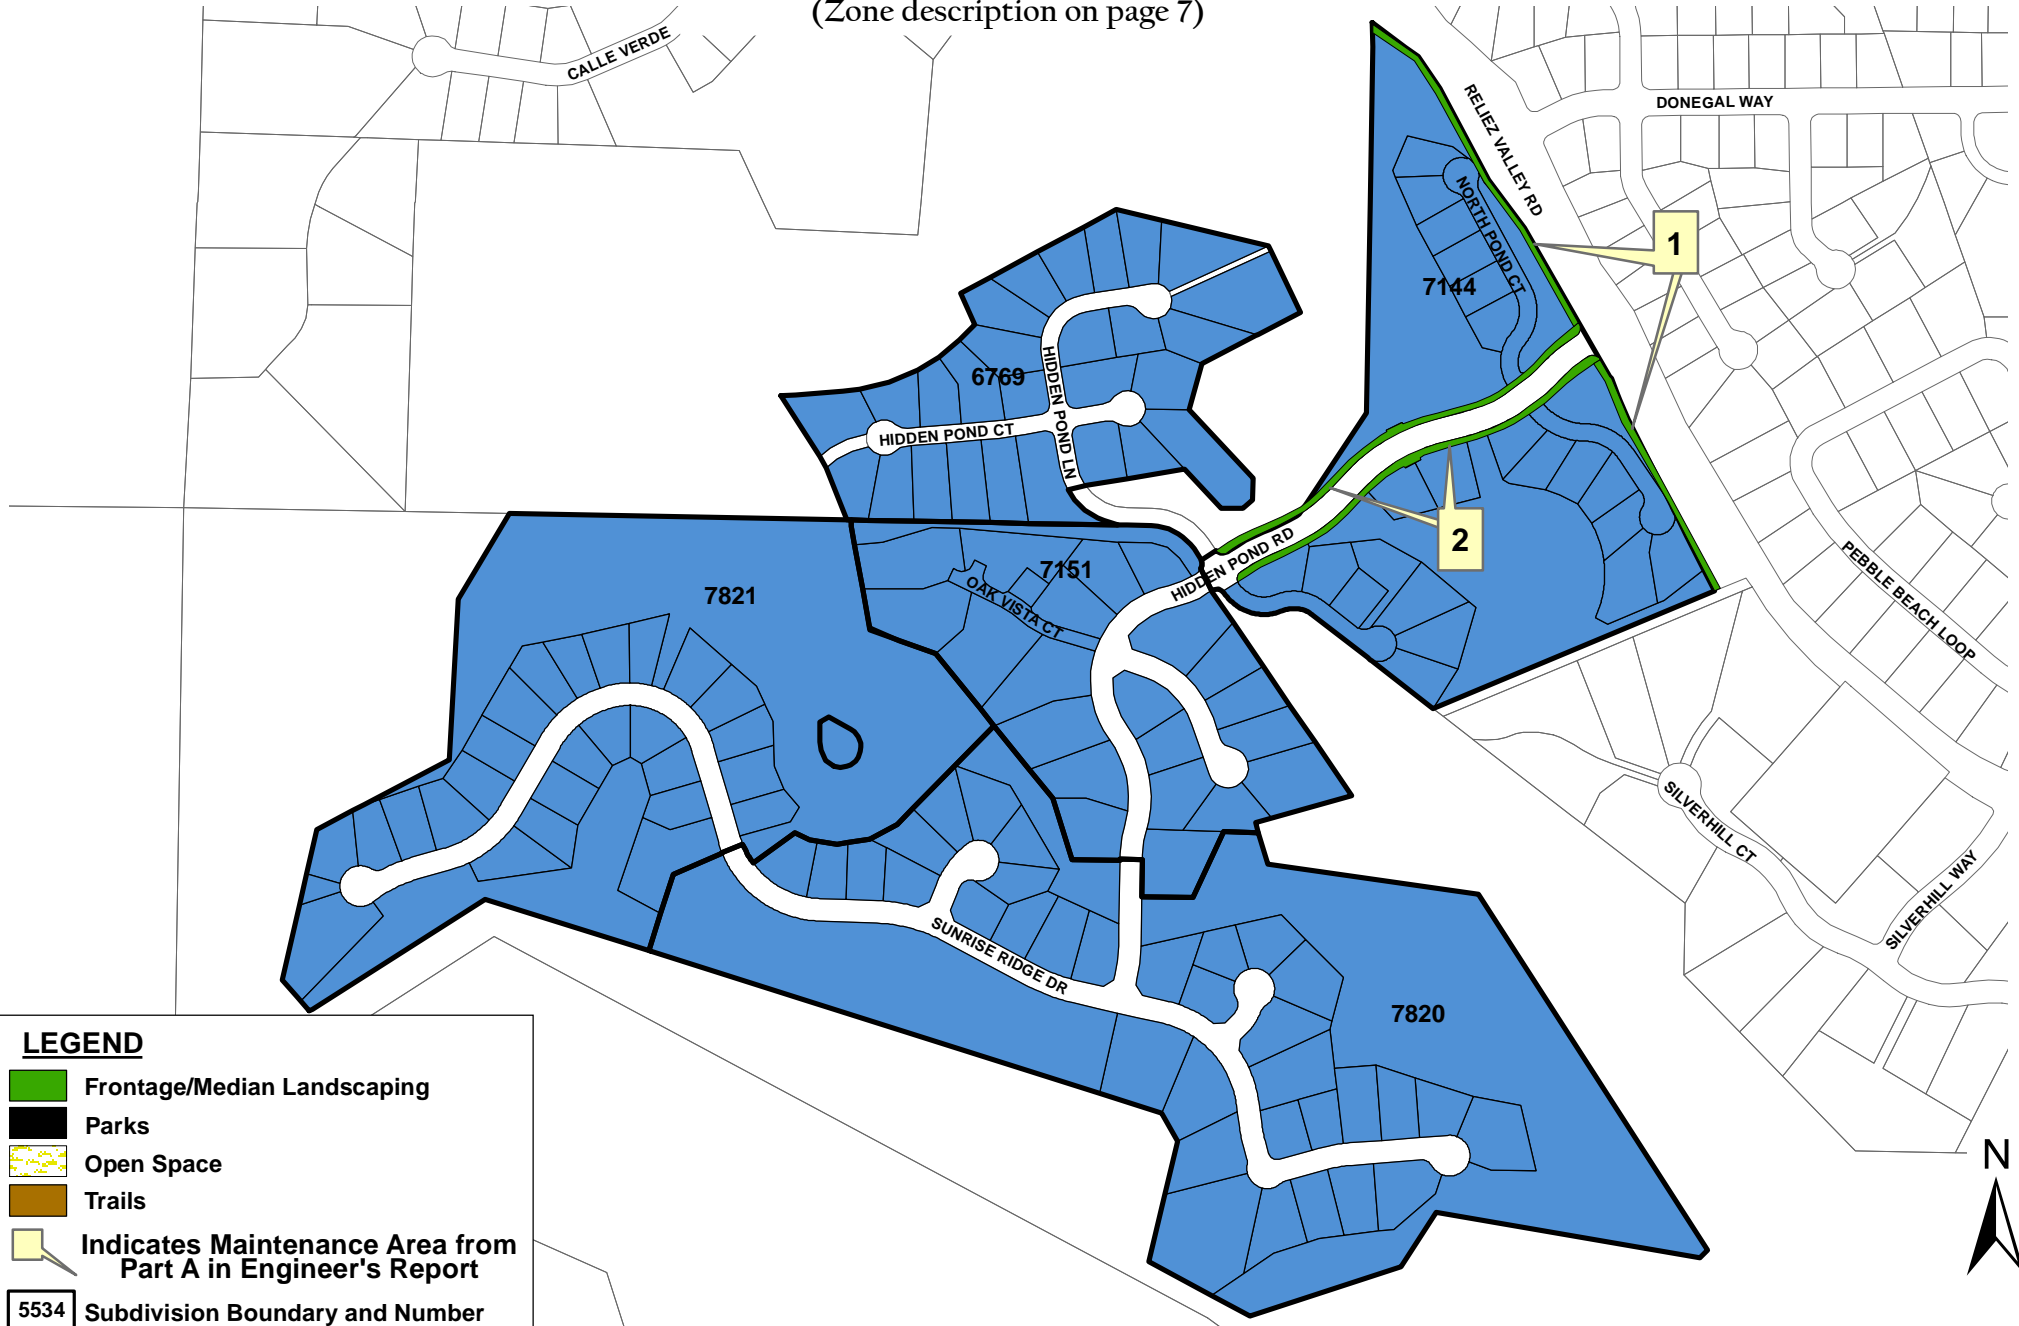 (Zone description on page 7)
CALLE VERDE
DONEGAL WAY
RELIEZ VALLEY RD
NORTH POND CT
1
7144
6769
HIDDEN POND LN
HIDDEN POND CT
2
HIDDEN POND RD
7151
OAK VISTA CT
7821
PEBBLE BEACH LOOP
SILVERHILL CT
SILVERHILL WAY
SUNRISE RIDGE DR
7820
N
LEGEND
Frontage/Median Landscaping
Parks
Open Space
Trails
Indicates Maintenance Area from
Part A in Engineer's Report
5534 Subdivision Boundary and Number